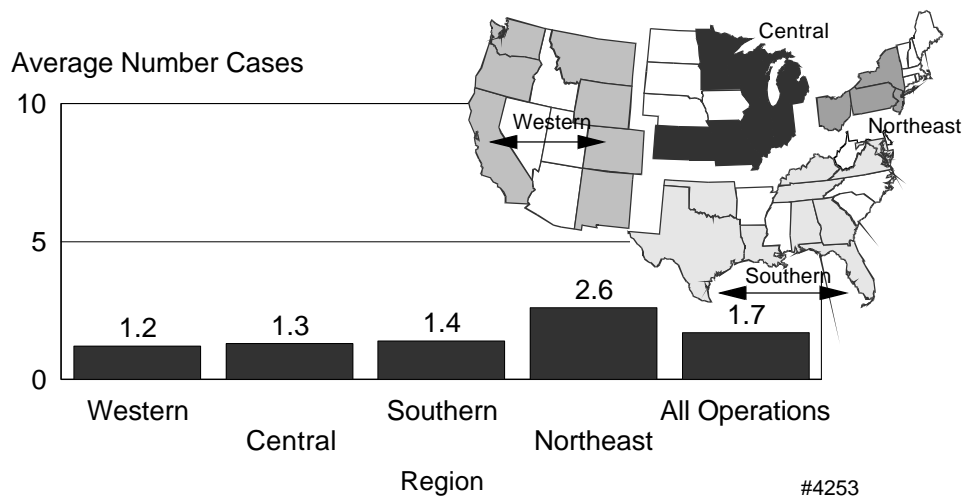 Average Number Cases
Central
Western
Northeast
Southern
10
5
0
1.2
1.3
1.4
2.6
1.7
Western
Central
Southern
Northeast
All Operations
Region
#4253